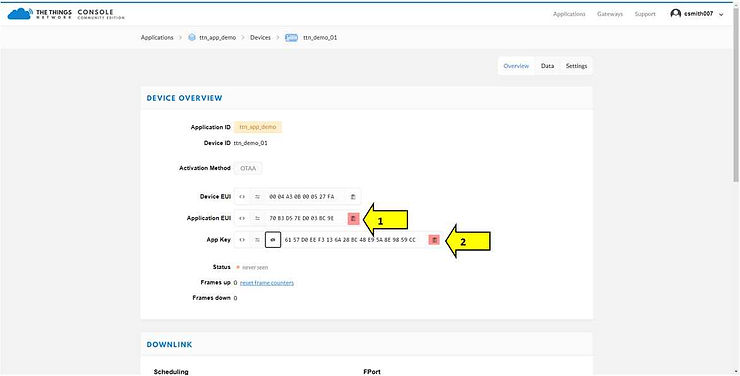 THE THINGS NETWORK CONSOLE COMMUNITY EDITION
Applications Gateways Support csmith007
Applications > ttn_app_demo > Devices > ttn_demo_01
Overview Data Settings
DEVICE OVERVIEW
Application ID ttn_app_demo
Device ID ttn_demo_01
Activation Method OTAA
Device EUI 00 04 A3 0B 00 05 27 FA
Application EUI 70 B3 D5 7E D0 03 BC 9E
1
App Key 61 57 D0 EE F3 13 6A 28 BC 48 E9 5A 8E 98 59 CC
2
Status never seen
Frames up 0 reset frame counters
Frames down 0
DOWNLINK
Scheduling FPort